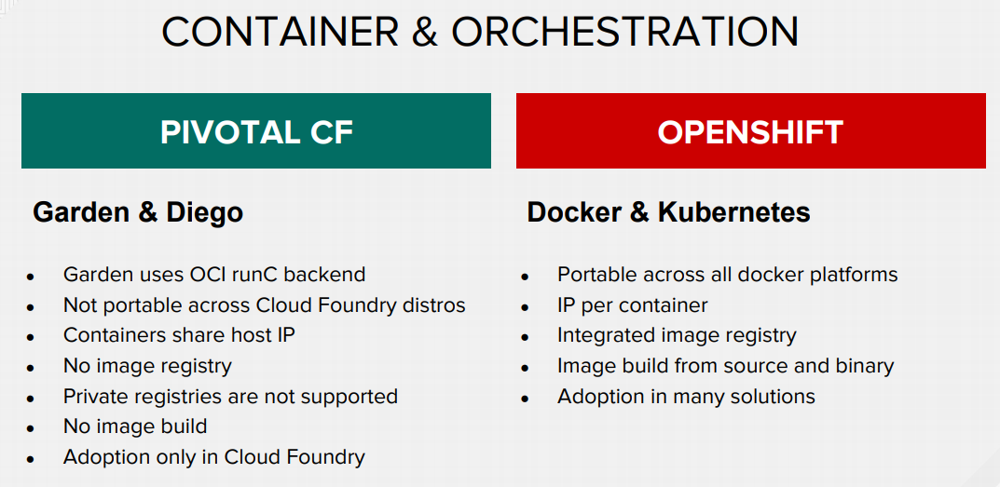 CONTAINER & ORCHESTRATION
PIVOTAL CF
Garden & Diego
• Garden uses OCI runC backend
• Not portable across Cloud Foundry distros
• Containers share host IP
• No image registry
• Private registries are not supported
• No image build
• Adoption only in Cloud Foundry
OPENSHIFT
Docker & Kubernetes
• Portable across all docker platforms
• IP per container
• Integrated image registry
• Image build from source and binary
• Adoption in many solutions